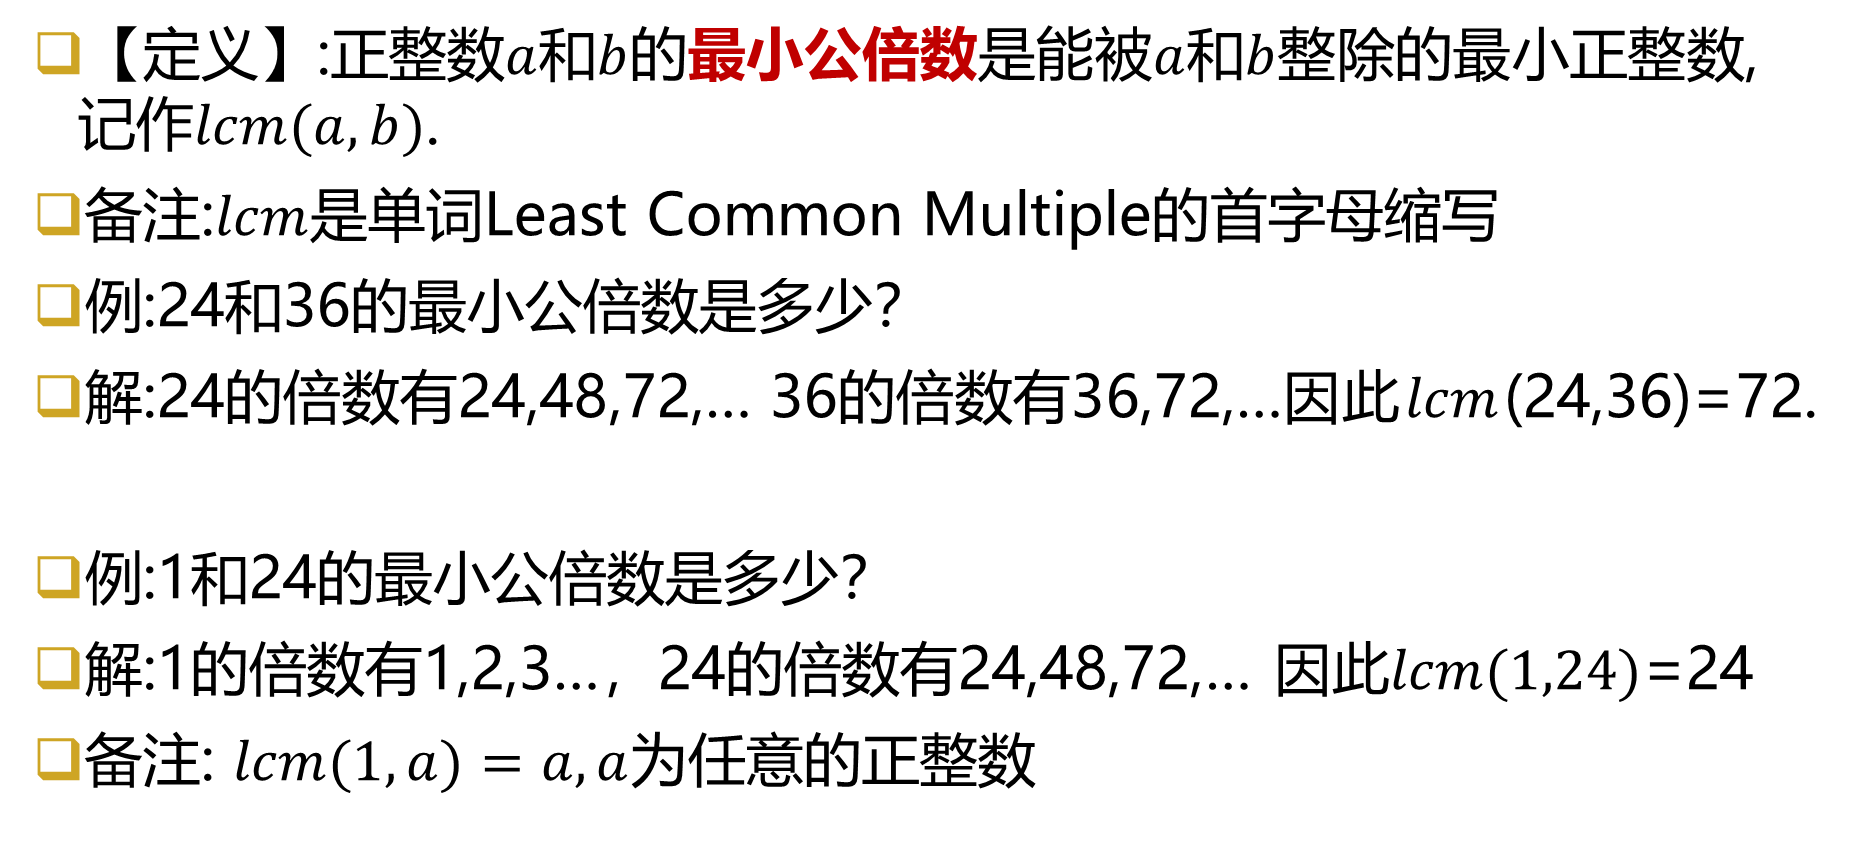 【定义】:正整数a和b的最小公倍数是能被a和b整除的最小正整数,
记作lcm(a, b).
备注:lcm是单词Least Common Multiple的首字母缩写
例:24和36的最小公倍数是多少?
解:24的倍数有24,48,72,… 36的倍数有36,72,…因此lcm(24,36)=72.
例:1和24的最小公倍数是多少?
解:1的倍数有1,2,3…，24的倍数有24,48,72,… 因此lcm(1,24)=24
备注: lcm(1, a) = a, a为任意的正整数